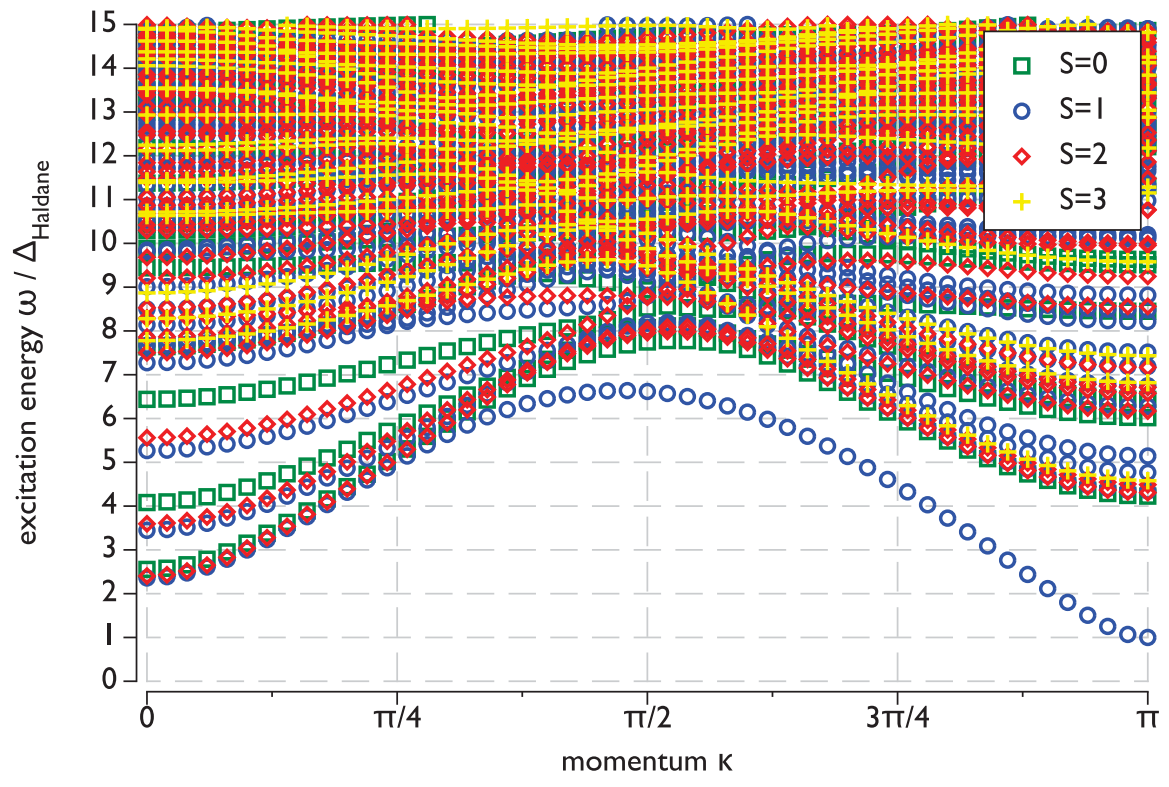 15
14
13
12
11
10
9
8
7
6
5
4
3
2
1
0
excitation energy ω / Δ_Haldane
0
π/4
π/2
3π/4
π
momentum κ
S=0
S=1
S=2
S=3